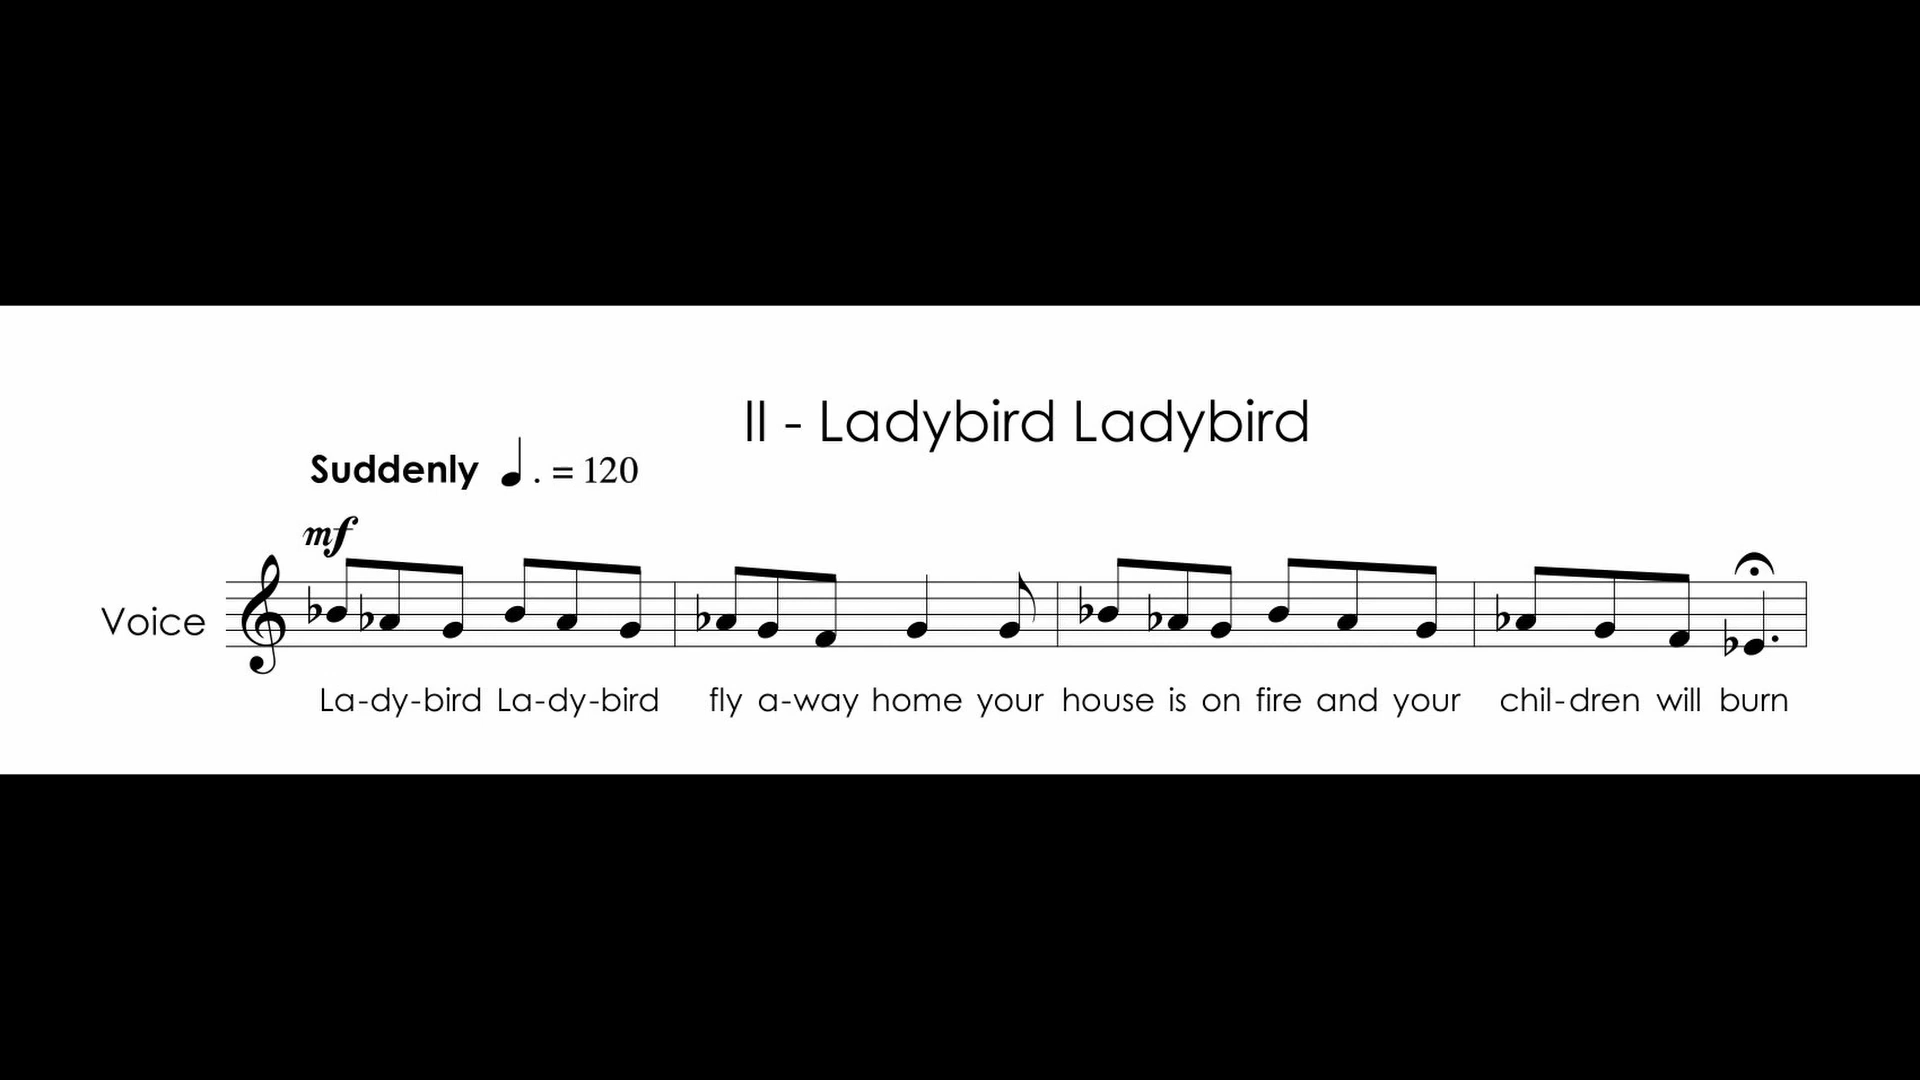 II - Ladybird Ladybird
Suddenly ♩. = 120
mf
Voice
La-dy-bird La-dy-bird fly a-way home your house is on fire and your chil-dren will burn